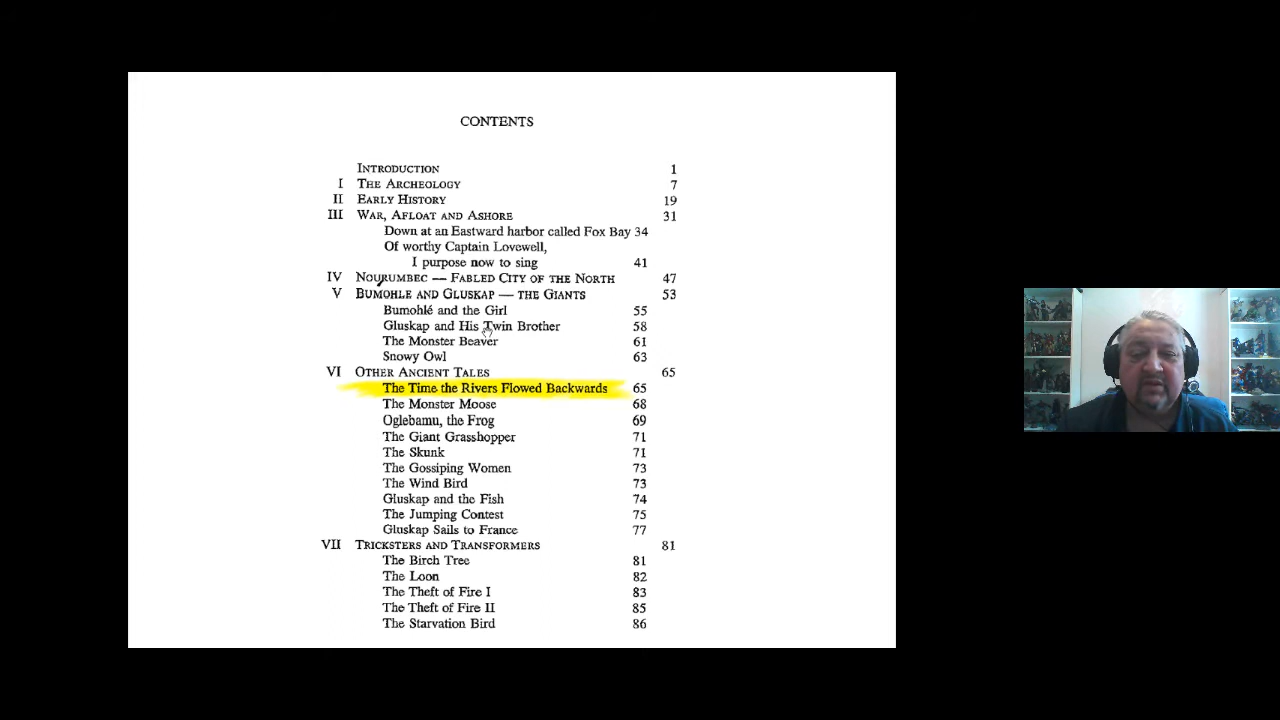 CONTENTS
INTRODUCTION 1
I THE ARCHEOLOGY 7
II EARLY HISTORY 19
III WAR, AFLOAT AND ASHORE 31
Down at an Eastward harbor called Fox Bay 34
Of worthy Captain Lovewell,
I purpose now to sing 41
IV NOURUMBEC — FABLED CITY OF THE NORTH 47
V BUMOHLE AND GLUSKAP — THE GIANTS 53
Bumohlé and the Girl 55
Gluskap and His Twin Brother 58
The Monster Beaver 61
Snowy Owl 63
VI OTHER ANCIENT TALES 65
The Time the Rivers Flowed Backwards 65
The Monster Moose 68
Oglebamu, the Frog 69
The Giant Grasshopper 71
The Skunk 71
The Gossiping Women 73
The Wind Bird 73
Gluskap and the Fish 74
The Jumping Contest 75
Gluskap Sails to France 77
VII TRICKSTERS AND TRANSFORMERS 81
The Birch Tree 81
The Loon 82
The Theft of Fire I 83
The Theft of Fire II 85
The Starvation Bird 86